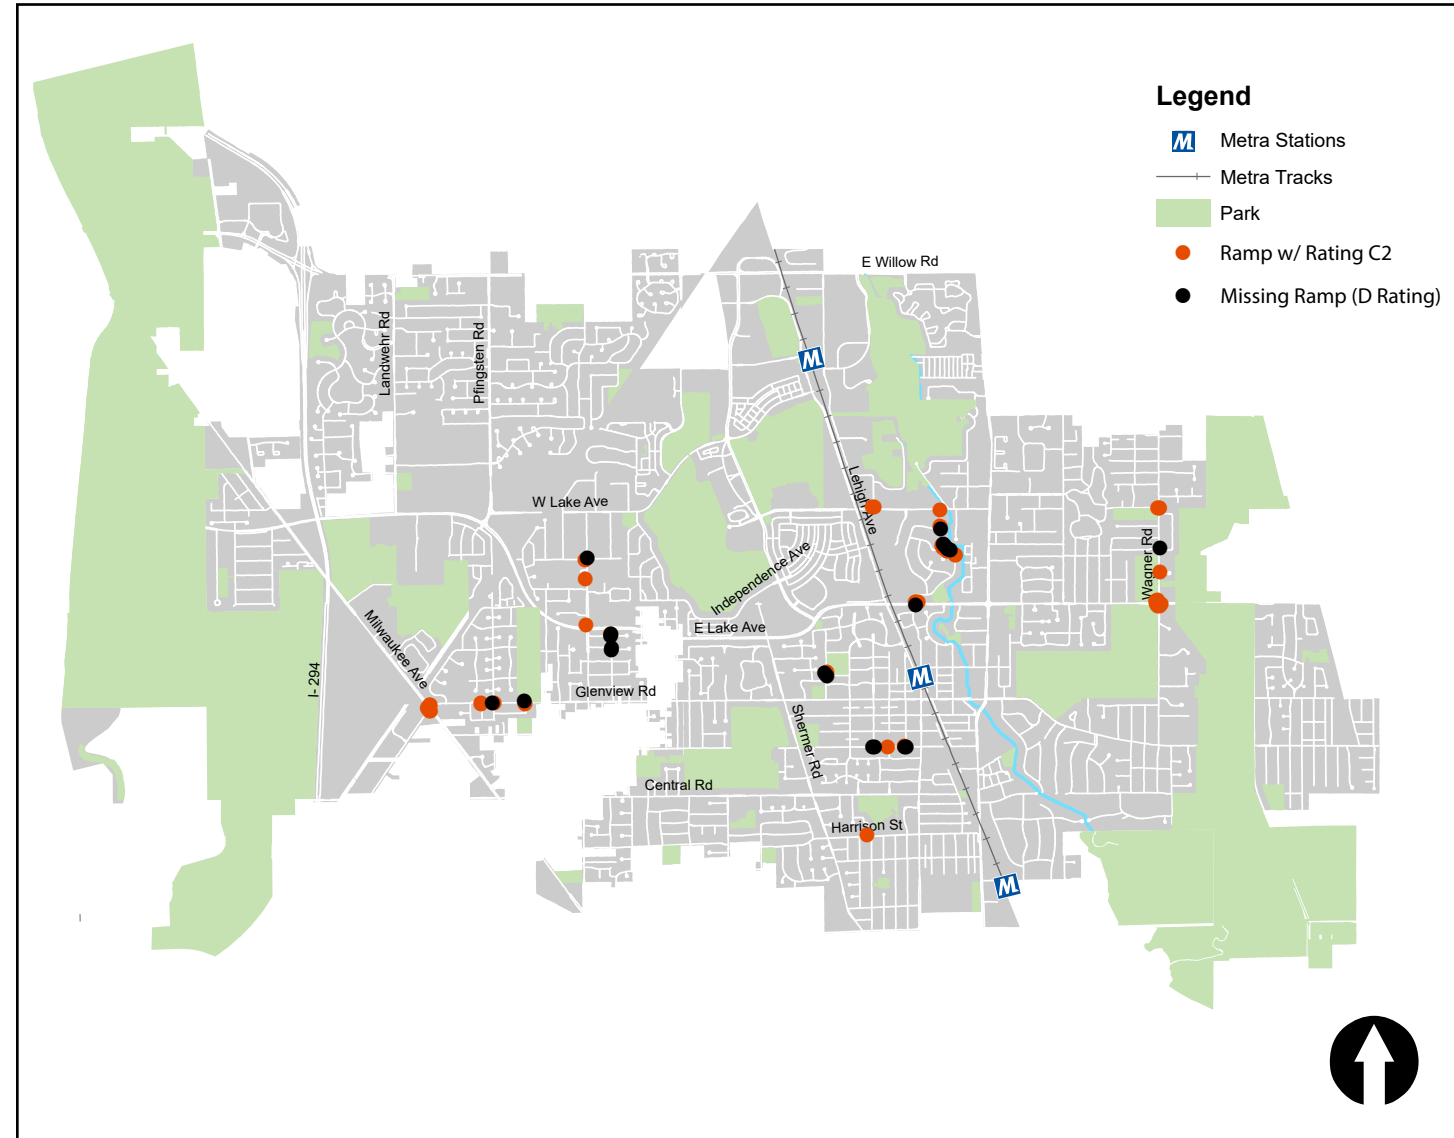 Legend
M Metra Stations
Metra Tracks
Park
Ramp w/ Rating C2
Missing Ramp (D Rating)
E Willow Rd
Landwehr Rd
Pfingsten Rd
M
W Lake Ave
Lehigh Ave
Independence Ave
Wagner Rd
E Lake Ave
Milwaukee Ave
I- 294
Glenview Rd
M
Shermer Rd
Central Rd
Harrison St
M